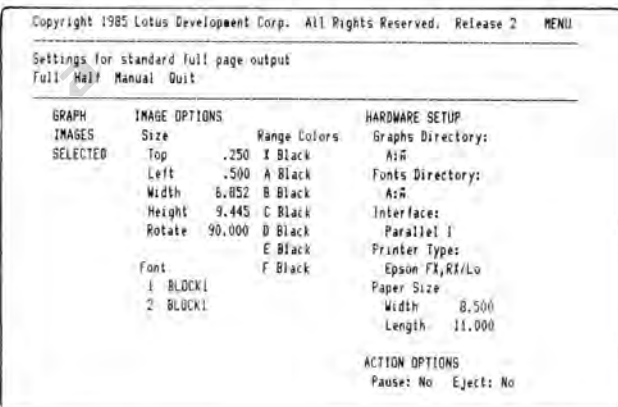 Copyright 1985 Lotus Development Corp. All Rights Reserved. Release 2 MENU
Settings for standard full page output
Full Half Manual Quit
GRAPH IMAGE OPTIONS HARDWARE SETUP
IMAGES Size Range Colors Graphs Directory:
SELECTED Top .250 X Black A:ñ
Left .500 A Black Fonts Directory:
Width 6.852 B Black A:ñ
Height 9.445 C Black Interface:
Rotate 90.000 D Black Parallel 1
E Black Printer Type:
Font F Black Epson FX,RX/Lo
1 BLOCK1 Paper Size
2 BLOCK1 Width 8.500
Length 11.000
ACTION OPTIONS
Pause: No Eject: No